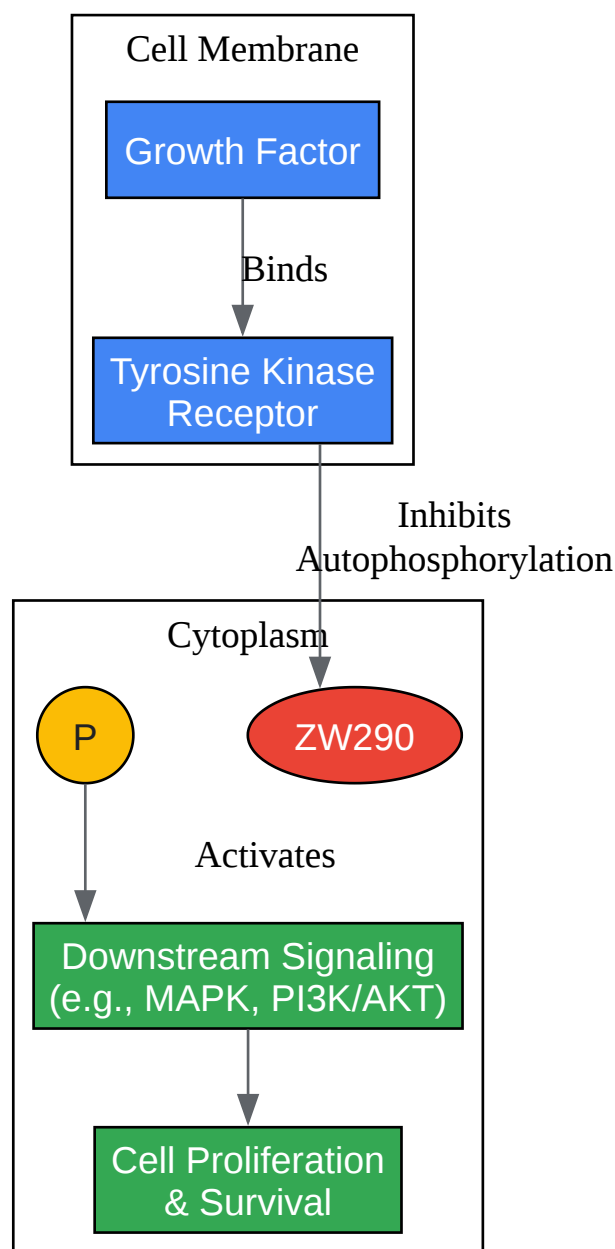 Cell Membrane
Growth Factor
Binds
Tyrosine Kinase
Receptor
Inhibits
Autophosphorylation
Cytoplasm
P
ZW290
Activates
Downstream Signaling
(e.g., MAPK, PI3K/AKT)
Cell Proliferation
& Survival